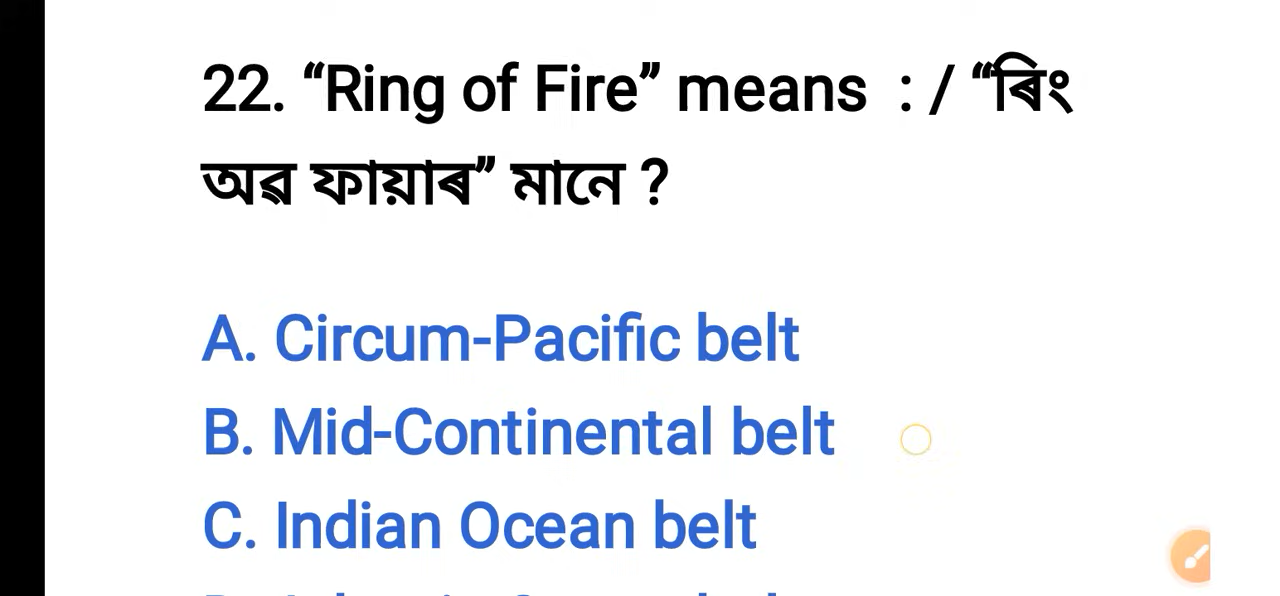 22. “Ring of Fire” means : / “ৰিং
অৱ ফায়াৰ” মানে ?
A. Circum-Pacific belt
B. Mid-Continental belt
C. Indian Ocean belt